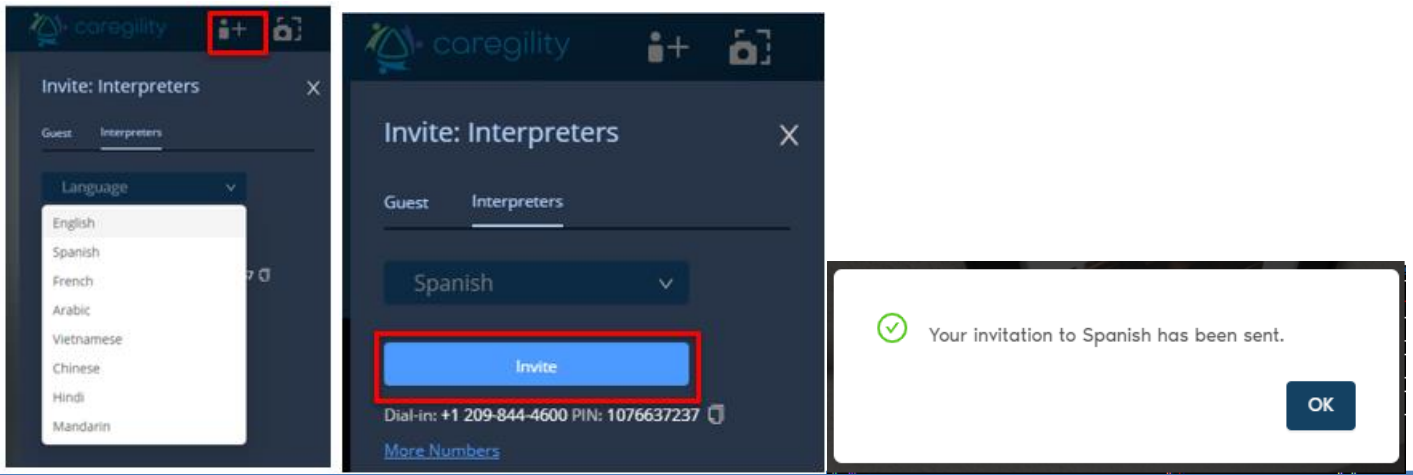 caregility
Invite: Interpreters
Guest Interpreters
Language
English
Spanish
French
Arabic
Vietnamese
Chinese
Hindi
Mandarin
caregility
Invite: Interpreters
Guest Interpreters
Spanish
Invite
Dial-in: +1 209-844-4600 PIN: 1076637237
More Numbers
Your invitation to Spanish has been sent.
OK